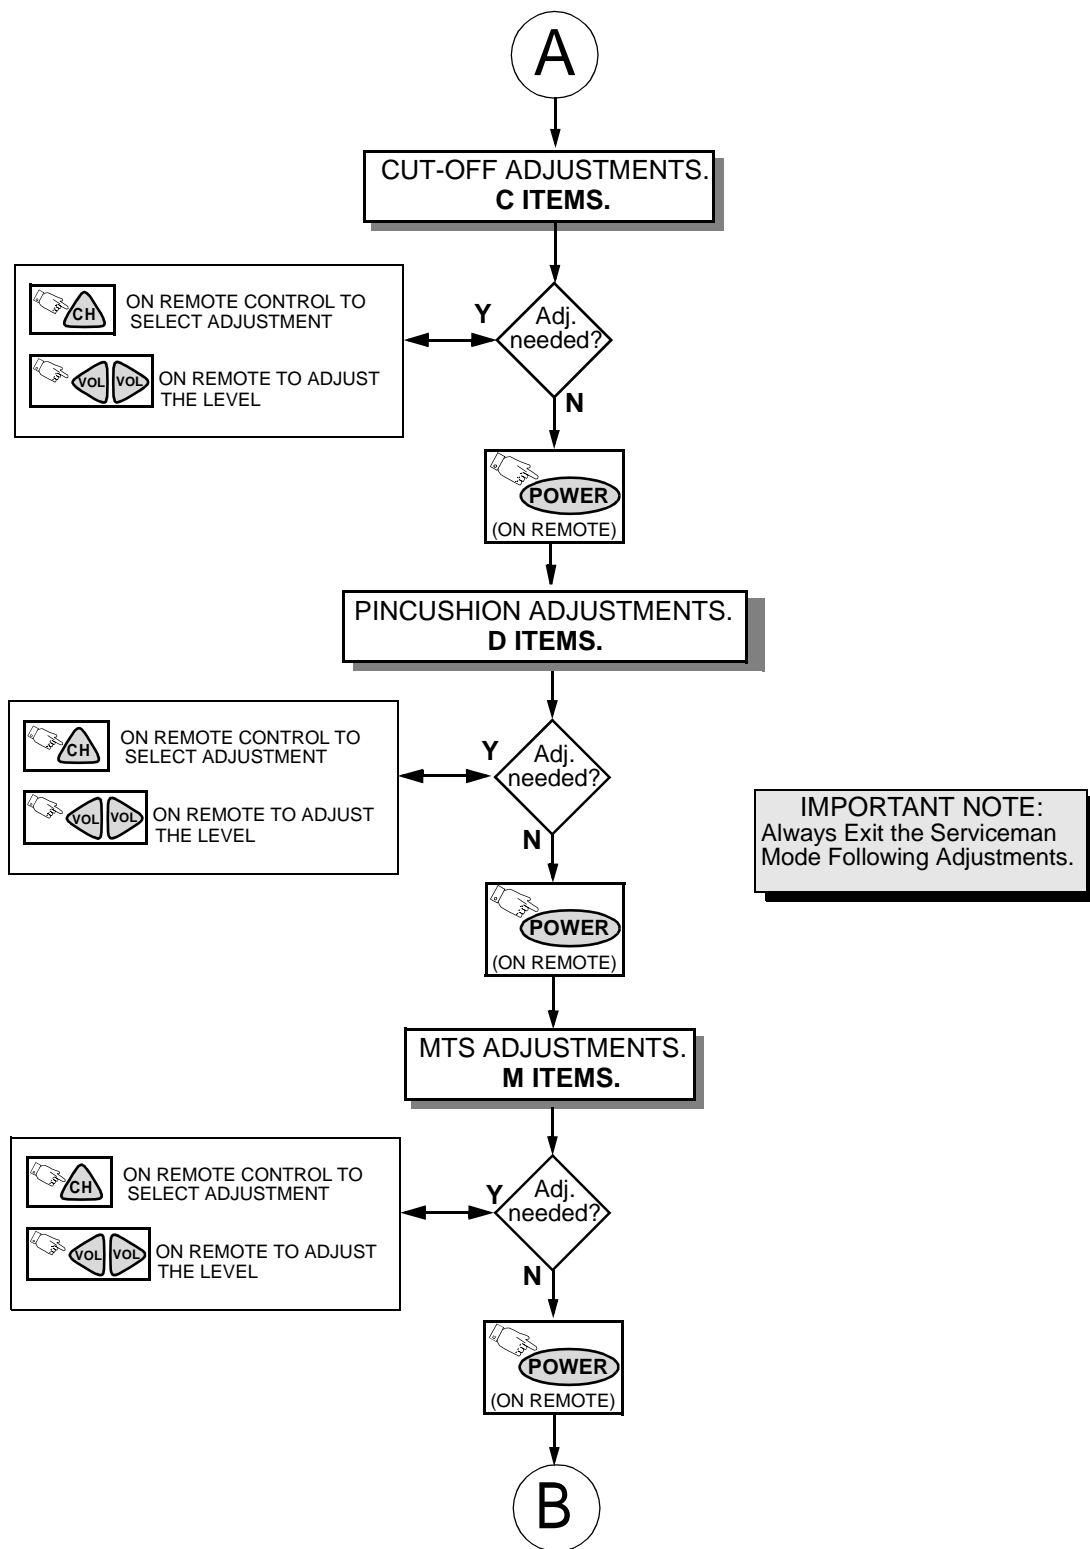 A
CUT-OFF ADJUSTMENTS.
C ITEMS.
CH
ON REMOTE CONTROL TO
SELECT ADJUSTMENT
VOL VOL
ON REMOTE TO ADJUST
THE LEVEL
Y
Adj.
needed?
N
POWER
(ON REMOTE)
PINCUSHION ADJUSTMENTS.
D ITEMS.
CH
ON REMOTE CONTROL TO
SELECT ADJUSTMENT
VOL VOL
ON REMOTE TO ADJUST
THE LEVEL
Y
Adj.
needed?
N
IMPORTANT NOTE:
Always Exit the Serviceman
Mode Following Adjustments.
POWER
(ON REMOTE)
MTS ADJUSTMENTS.
M ITEMS.
CH
ON REMOTE CONTROL TO
SELECT ADJUSTMENT
VOL VOL
ON REMOTE TO ADJUST
THE LEVEL
Y
Adj.
needed?
N
POWER
(ON REMOTE)
B